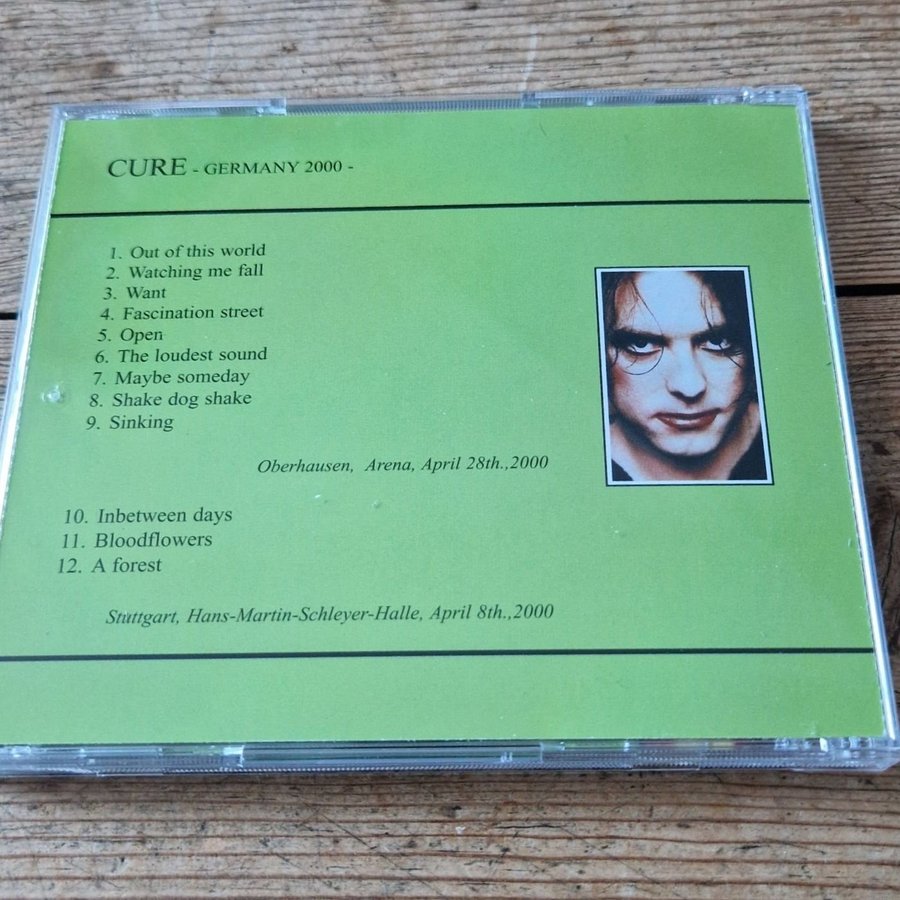 CURE - GERMANY 2000 -
1. Out of this world
2. Watching me fall
3. Want
4. Fascination street
5. Open
6. The loudest sound
7. Maybe someday
8. Shake dog shake
9. Sinking
Oberhausen, Arena, April 28th.,2000
10. Inbetween days
11. Bloodflowers
12. A forest
Stuttgart, Hans-Martin-Schleyer-Halle, April 8th.,2000